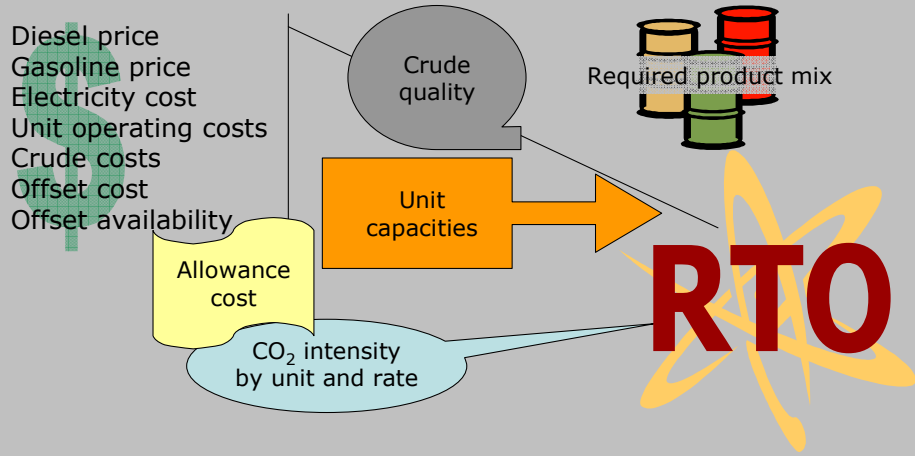 Diesel price
Gasoline price
Electricity cost
Unit operating costs
Crude costs
Offset cost
Offset availability
Crude
quality
Required product mix
Unit
capacities
Allowance
cost
CO₂ intensity
by unit and rate
RTO
$